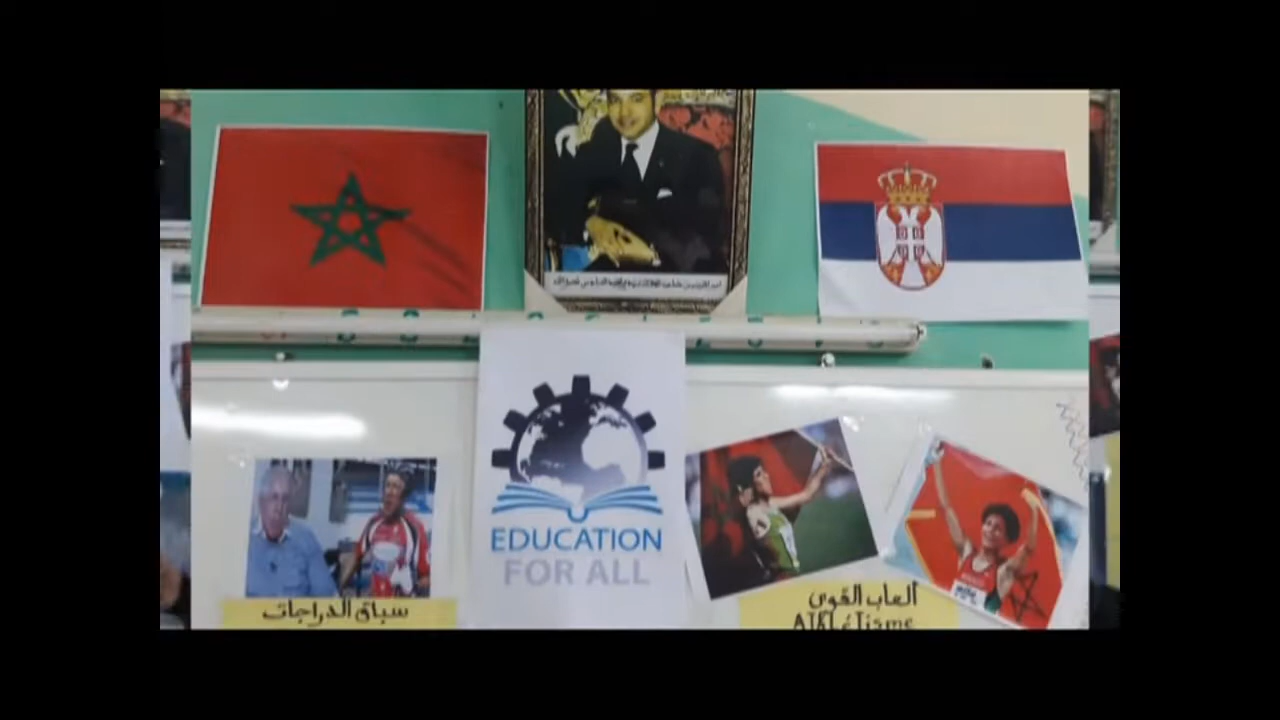 EDUCATION
FOR ALL
سباق الدراجات
ألعاب القوى
Athlétisme